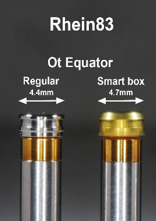 Rhein83
Ot Equator
Regular Smart box
4.4mm 4.7mm